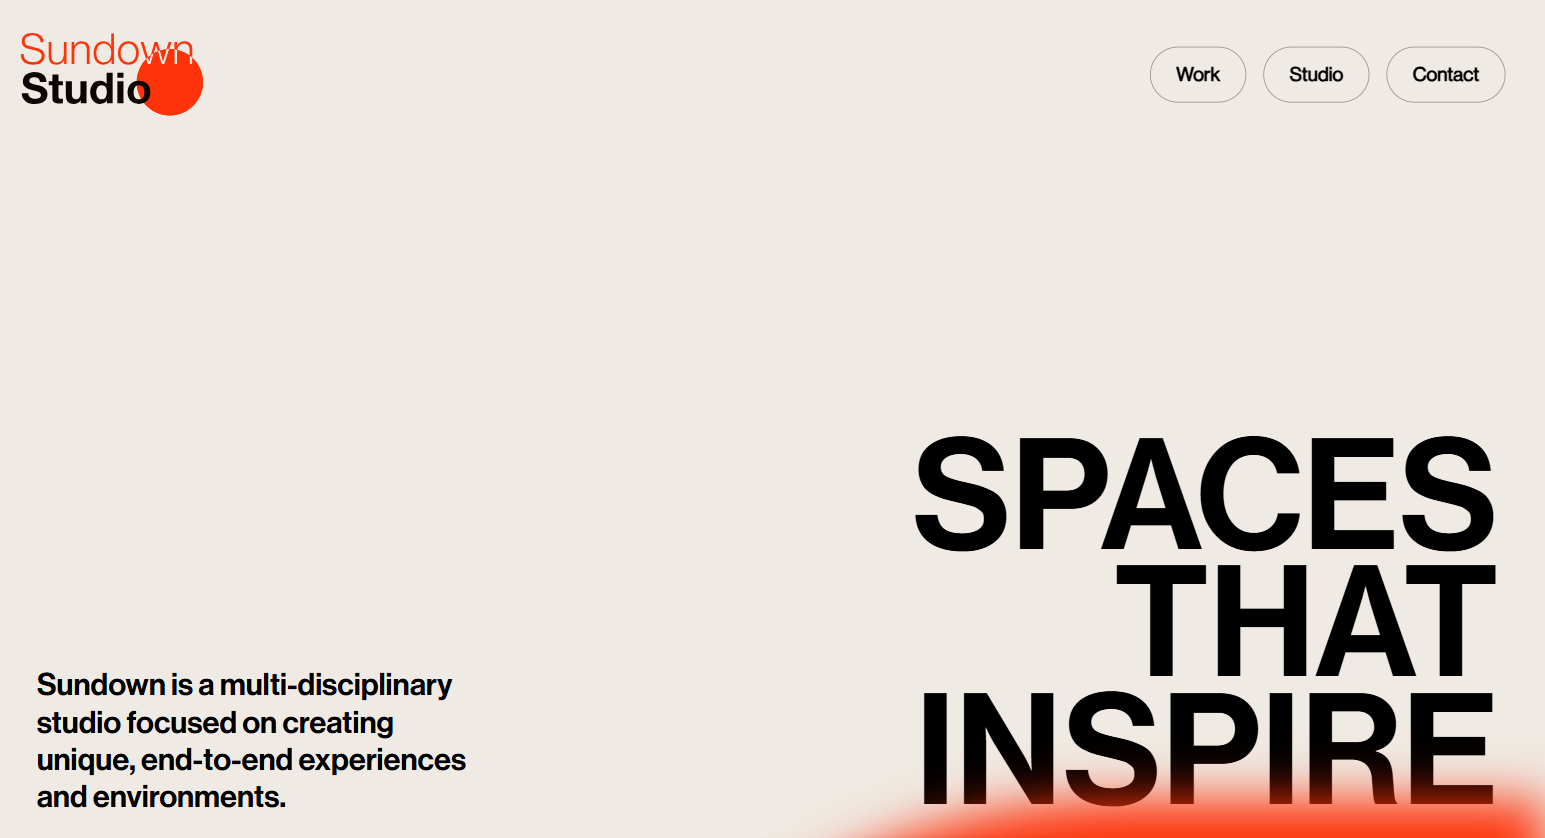 Sundown
Studio
Work
Studio
Contact
SPACES
THAT
INSPIRE
Sundown is a multi-disciplinary
studio focused on creating
unique, end-to-end experiences
and environments.